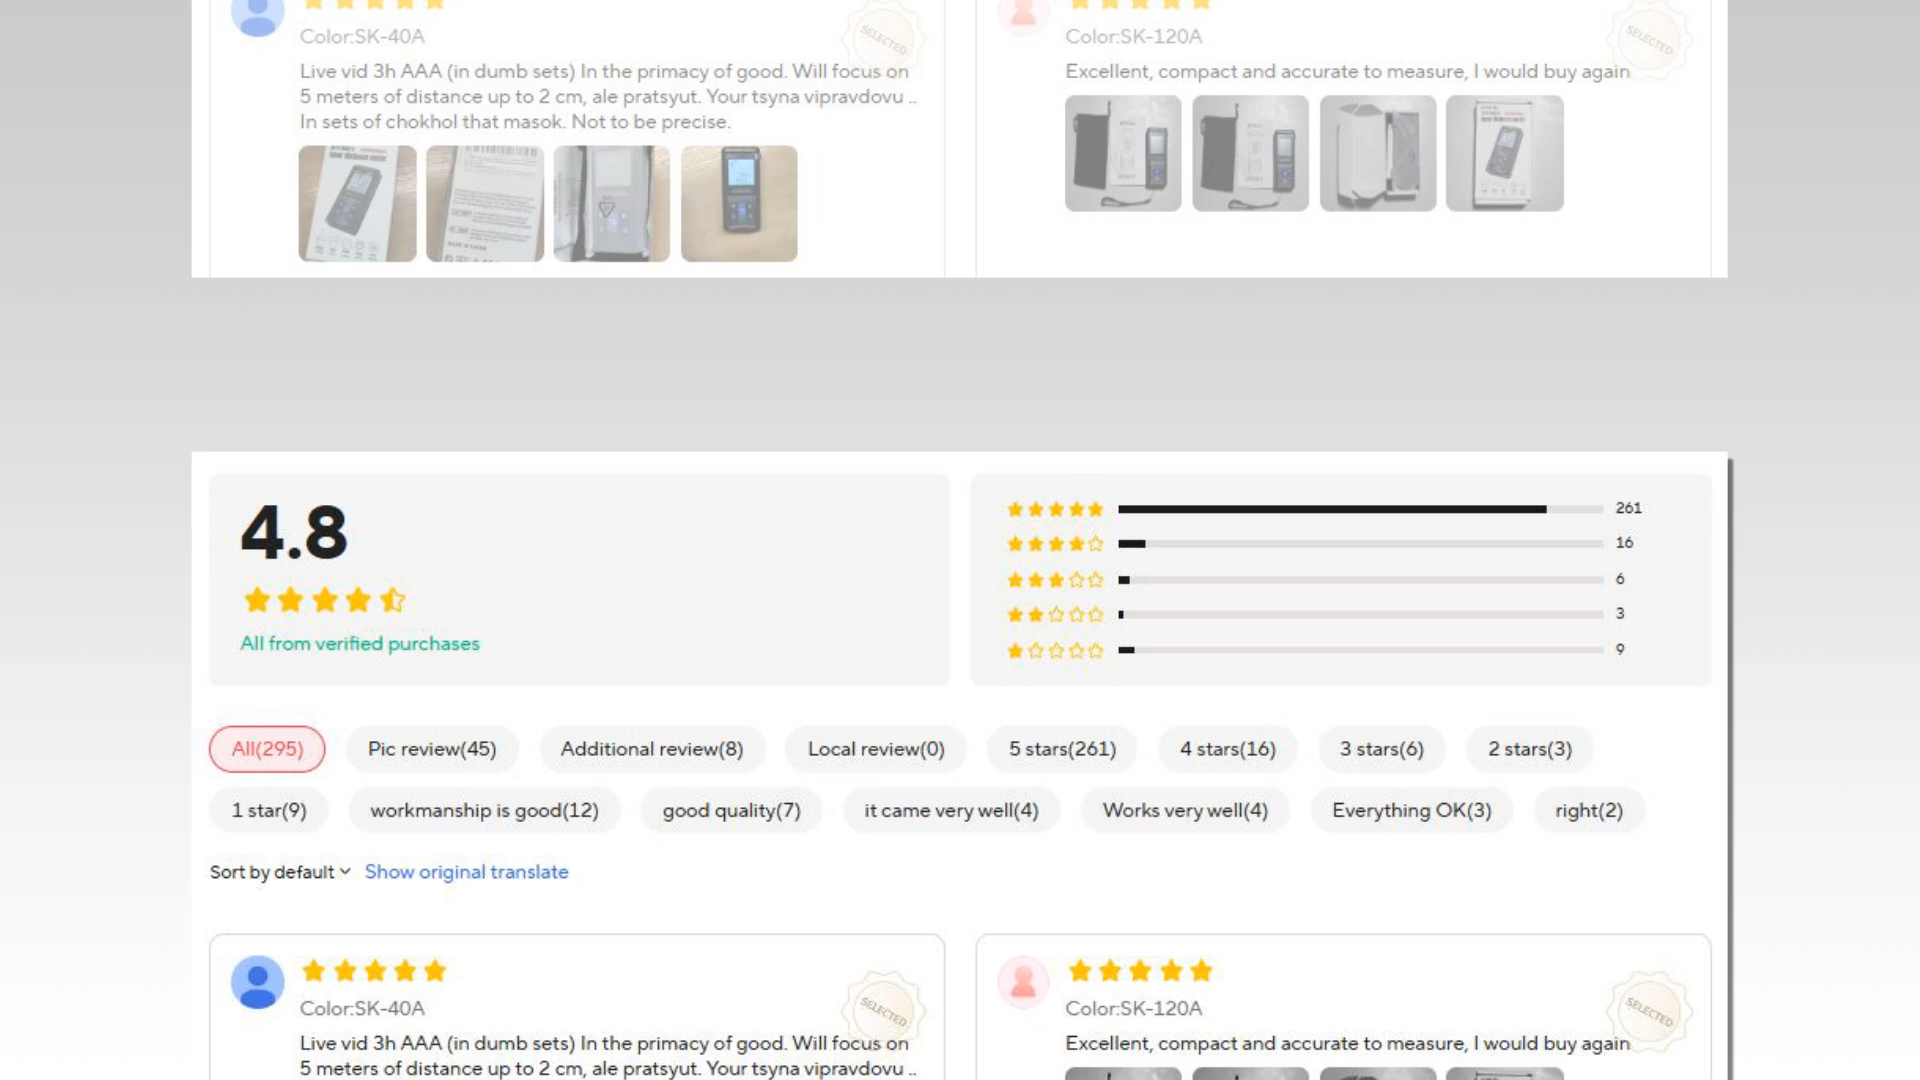 Color:SK-40A
SELECTED
Live vid 3h AAA (in dumb sets) In the primacy of good. Will focus on
5 meters of distance up to 2 cm, ale pratsyut. Your tsyna vipravdovu ..
In sets of chokhol that masok. Not to be precise.
Color:SK-120A
SELECTED
Excellent, compact and accurate to measure, I would buy again
4.8
All from verified purchases
261
16
6
3
9
All(295)
Pic review(45)
Additional review(8)
Local review(0)
5 stars(261)
4 stars(16)
3 stars(6)
2 stars(3)
1 star(9)
workmanship is good(12)
good quality(7)
it came very well(4)
Works very well(4)
Everything OK(3)
right(2)
Sort by default
Show original translate
Color:SK-40A
SELECTED
Live vid 3h AAA (in dumb sets) In the primacy of good. Will focus on
5 meters of distance up to 2 cm, ale pratsyut. Your tsyna vipravdovu ..
Color:SK-120A
SELECTED
Excellent, compact and accurate to measure, I would buy again